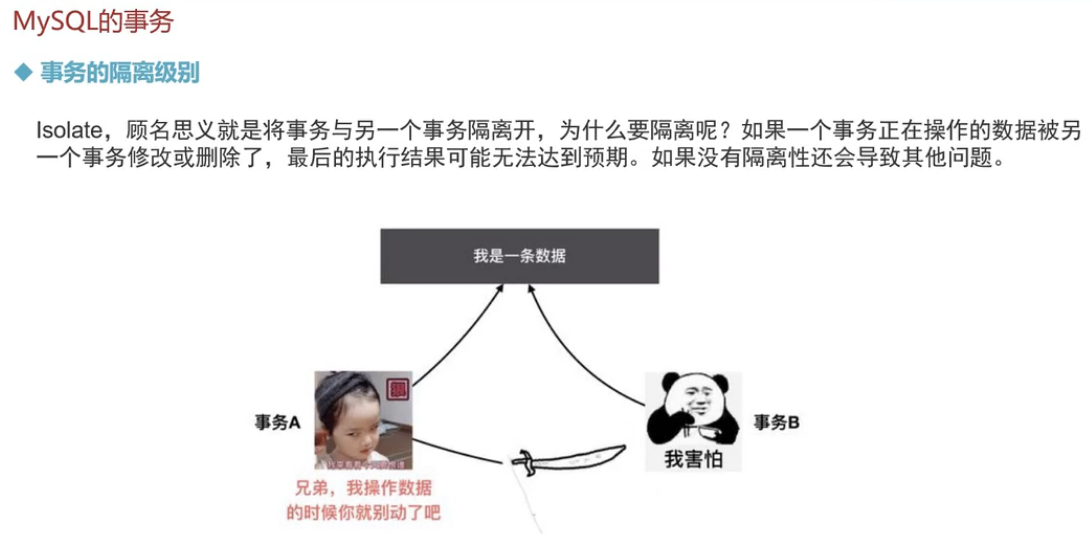 MySQL的事务
事务的隔离级别
Isolate，顾名思义就是将事务与另一个事务隔离开，为什么要隔离呢？如果一个事务正在操作的数据被另
一个事务修改或删除了，最后的执行结果可能无法达到预期。如果没有隔离性还会导致其他问题。
我是一条数据
事务A
事务B
我害怕
兄弟，我操作数据
的时候你就别动了吧